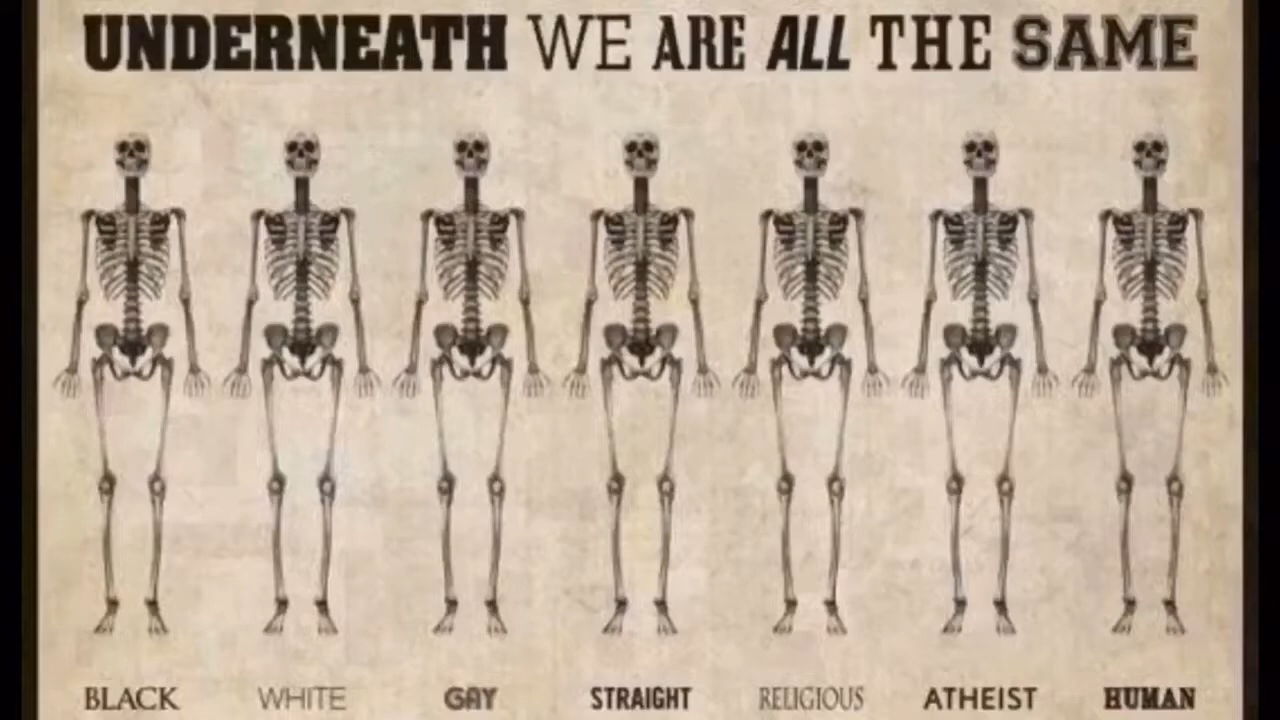 UNDERNEATH WE ARE ALL THE SAME
BLACK WHITE GAY STRAIGHT RELIGIOUS ATHEIST HUMAN